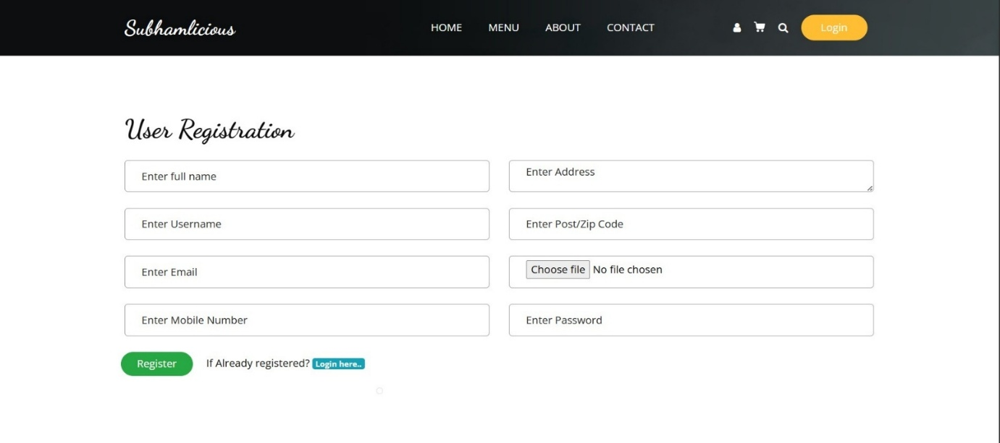 Subhamlicious
HOME MENU ABOUT CONTACT Login
User Registration
Enter full name
Enter Address
Enter Username
Enter Post/Zip Code
Enter Email
Choose file No file chosen
Enter Mobile Number
Enter Password
Register If Already registered? Login here..